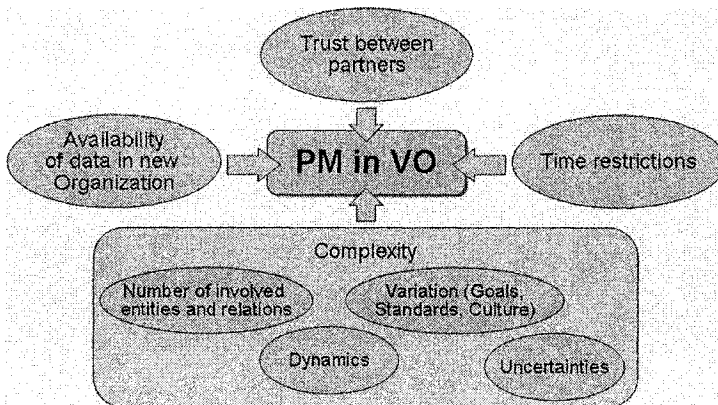 Trust between
partners
Availability
of data in new
Organization
PM in VO
Time restrictions
Complexity
Number of involved
entities and relations
Variation (Goals,
Standards, Culture)
Dynamics
Uncertainties